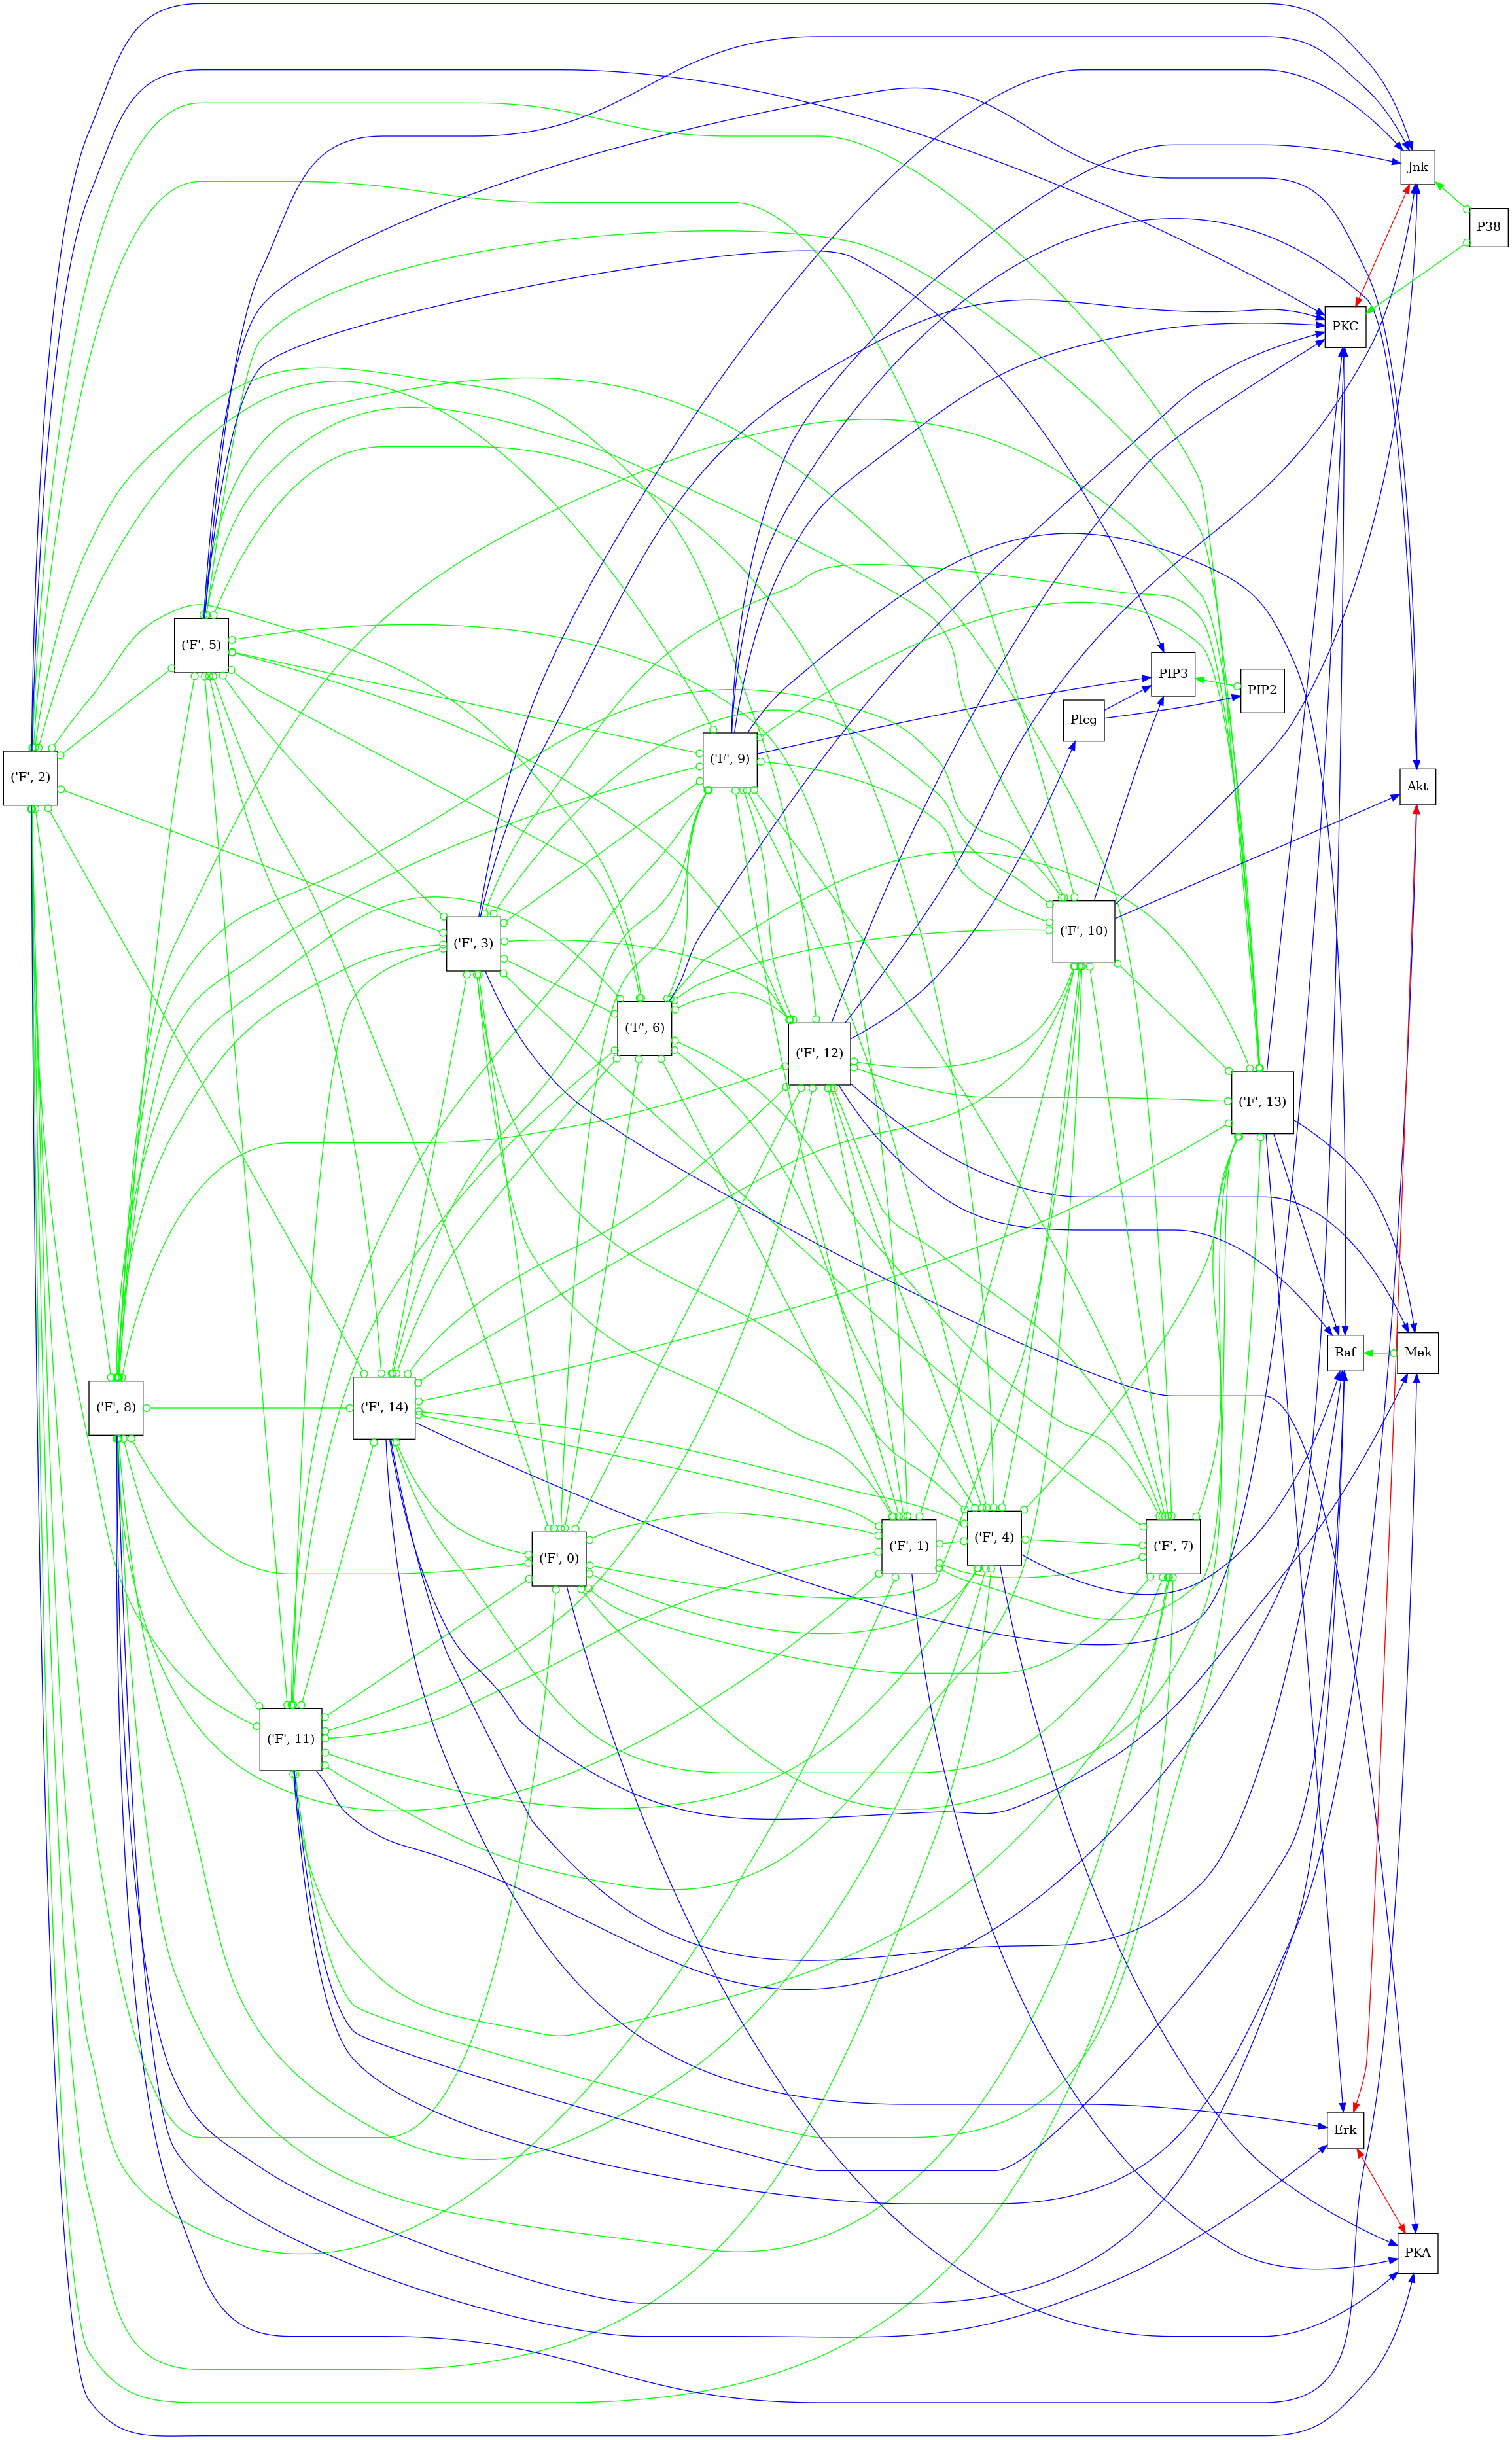 Jnk
P38
PKC
('F', 5)
PIP3
PIP2
Plcg
('F', 9)
('F', 2)
Akt
('F', 10)
('F', 3)
('F', 6)
('F', 12)
('F', 13)
Raf
Mek
('F', 8)
('F', 14)
('F', 4)
('F', 1)
('F', 7)
('F', 0)
('F', 11)
Erk
PKA